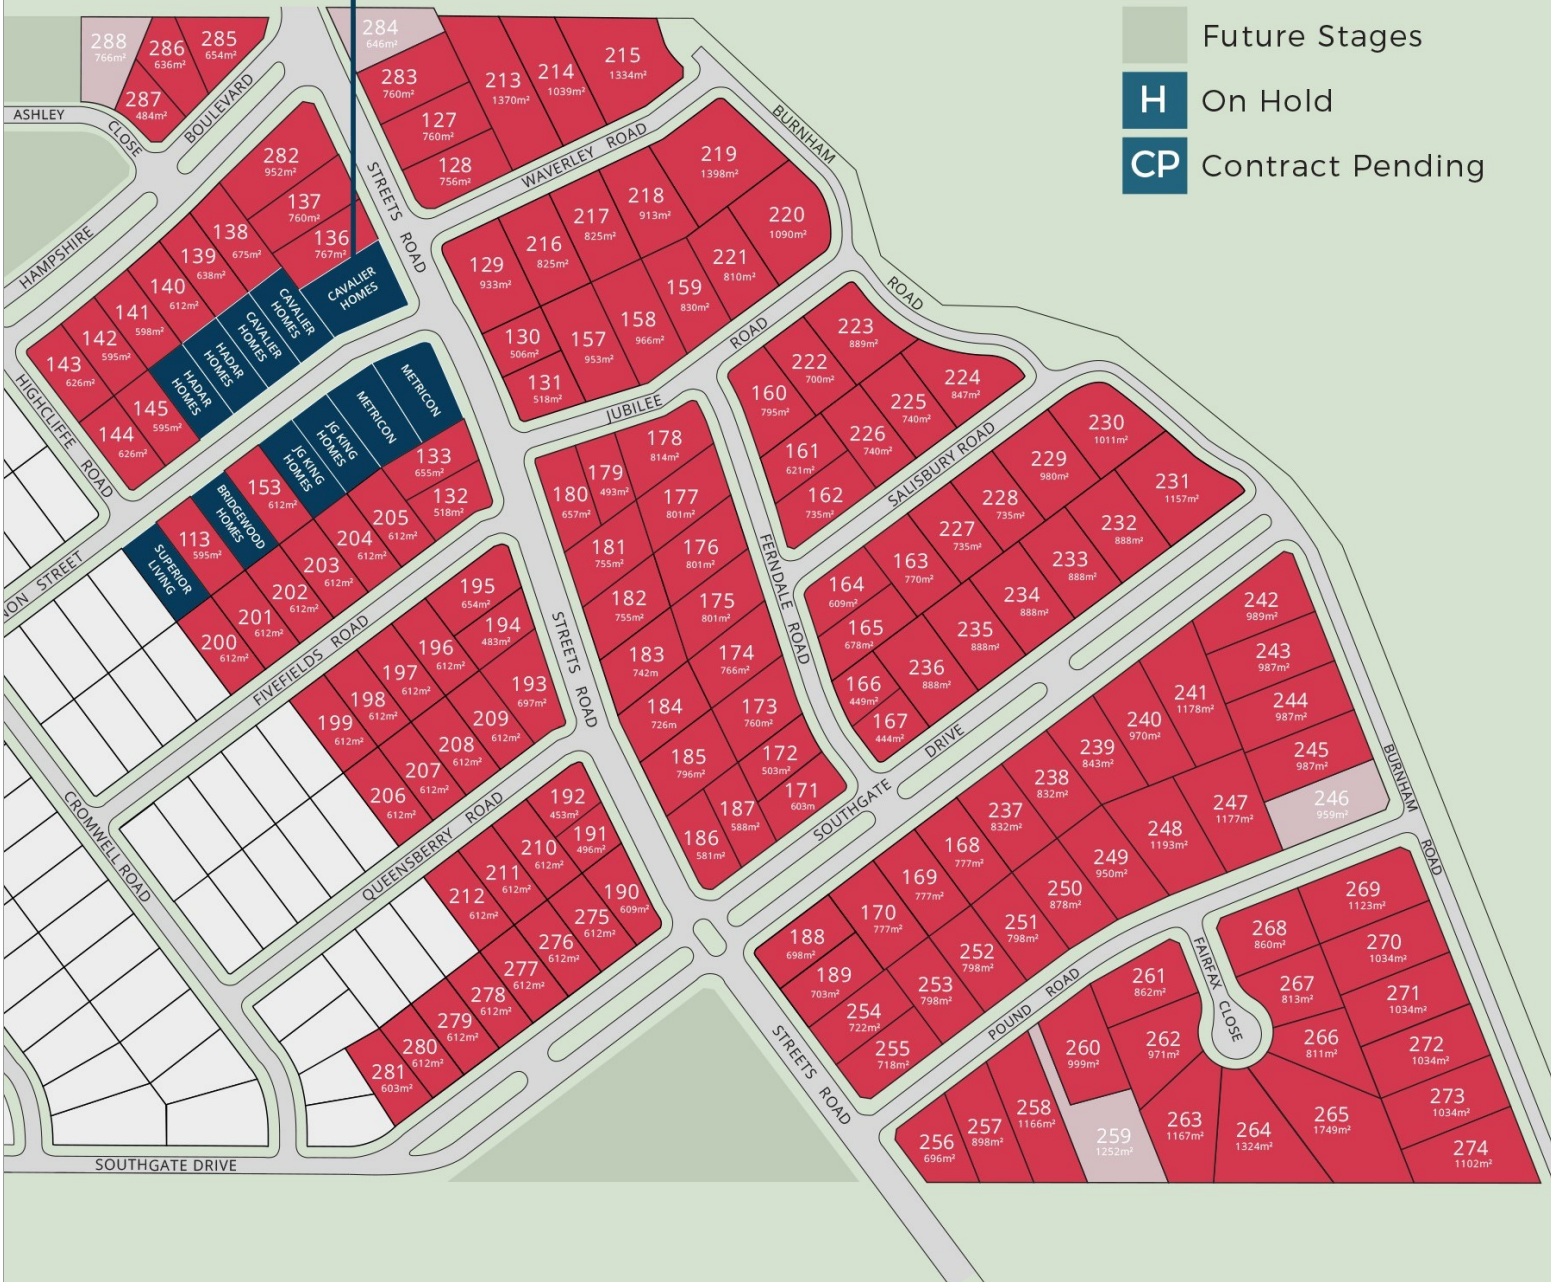 Future Stages
H
On Hold
CP
Contract Pending
288
766m²
286
636m²
285
654m²
287
484m²
284
646m²
283
760m²
127
760m²
128
756m²
213
1370m²
214
1039m²
215
1334m²
ASHLEY
CLOSE
BOULEVARD
HAMPSHIRE
STREETS ROAD
WAVERLEY ROAD
BURNHAM
ROAD
282
952m²
137
760m²
136
767m²
138
675m²
139
638m²
140
612m²
141
598m²
142
595m²
143
626m²
144
626m²
145
595m²
CAVALIER
HOMES
CAVALIER
HOMES
CAVALIER
HOMES
HADAR
HOMES
HADAR
HOMES
HIGHCLIFFE ROAD
219
1398m²
218
913m²
217
825m²
216
825m²
129
933m²
220
1090m²
221
810m²
159
830m²
158
966m²
157
953m²
130
506m²
131
518m²
JUBILEE
ROAD
METRICON
METRICON
JG KING
HOMES
JG KING
HOMES
153
612m²
BRIDGEWOOD
HOMES
113
595m²
SUPERIOR
LIVING
133
655m²
132
518m²
205
612m²
204
612m²
203
612m²
202
612m²
201
612m²
200
612m²
NON STREET
FIVEFIELDS ROAD
223
889m²
222
700m²
160
795m²
224
847m²
225
740m²
226
740m²
161
621m²
162
735m²
SALISBURY ROAD
178
814m²
179
493m²
180
657m²
177
801m²
181
755m²
176
801m²
182
755m²
175
801m²
183
742m
174
766m²
184
726m
173
760m²
185
796m²
172
503m²
171
603m
187
588m²
186
581m²
FERNDALE ROAD
STREETS ROAD
230
1011m²
229
980m²
231
1157m²
228
735m²
227
735m²
232
888m²
163
770m²
233
888m²
164
609m²
234
888m²
165
678m²
235
888m²
236
888m²
166
449m²
167
444m²
SOUTHGATE
DRIVE
195
654m²
194
483m²
196
612m²
193
697m²
197
612m²
198
612m²
199
612m²
209
612m²
208
612m²
207
612m²
206
612m²
CROMWELL ROAD
QUEENSBERRY ROAD
192
453m²
191
496m²
210
612m²
211
612m²
212
612m²
190
609m²
275
612m²
276
612m²
277
612m²
278
612m²
279
612m²
280
612m²
281
603m²
242
989m²
243
987m²
244
987m²
245
987m²
246
959m²
241
1178m²
240
970m²
239
843m²
238
832m²
237
832m²
168
777m²
169
777m²
170
777m²
188
698m²
189
703m²
247
1177m²
248
1193m²
249
950m²
250
878m²
251
798m²
252
798m²
253
798m²
254
722m²
255
718m²
BURNHAM
ROAD
POUND ROAD
FAIRFAX CLOSE
STREETS ROAD
269
1123m²
268
860m²
270
1034m²
267
813m²
271
1034m²
266
811m²
272
1034m²
273
1034m²
265
1749m²
274
1102m²
261
862m²
262
971m²
260
999m²
264
1324m²
263
1167m²
259
1252m²
258
1166m²
257
898m²
256
696m²
SOUTHGATE DRIVE